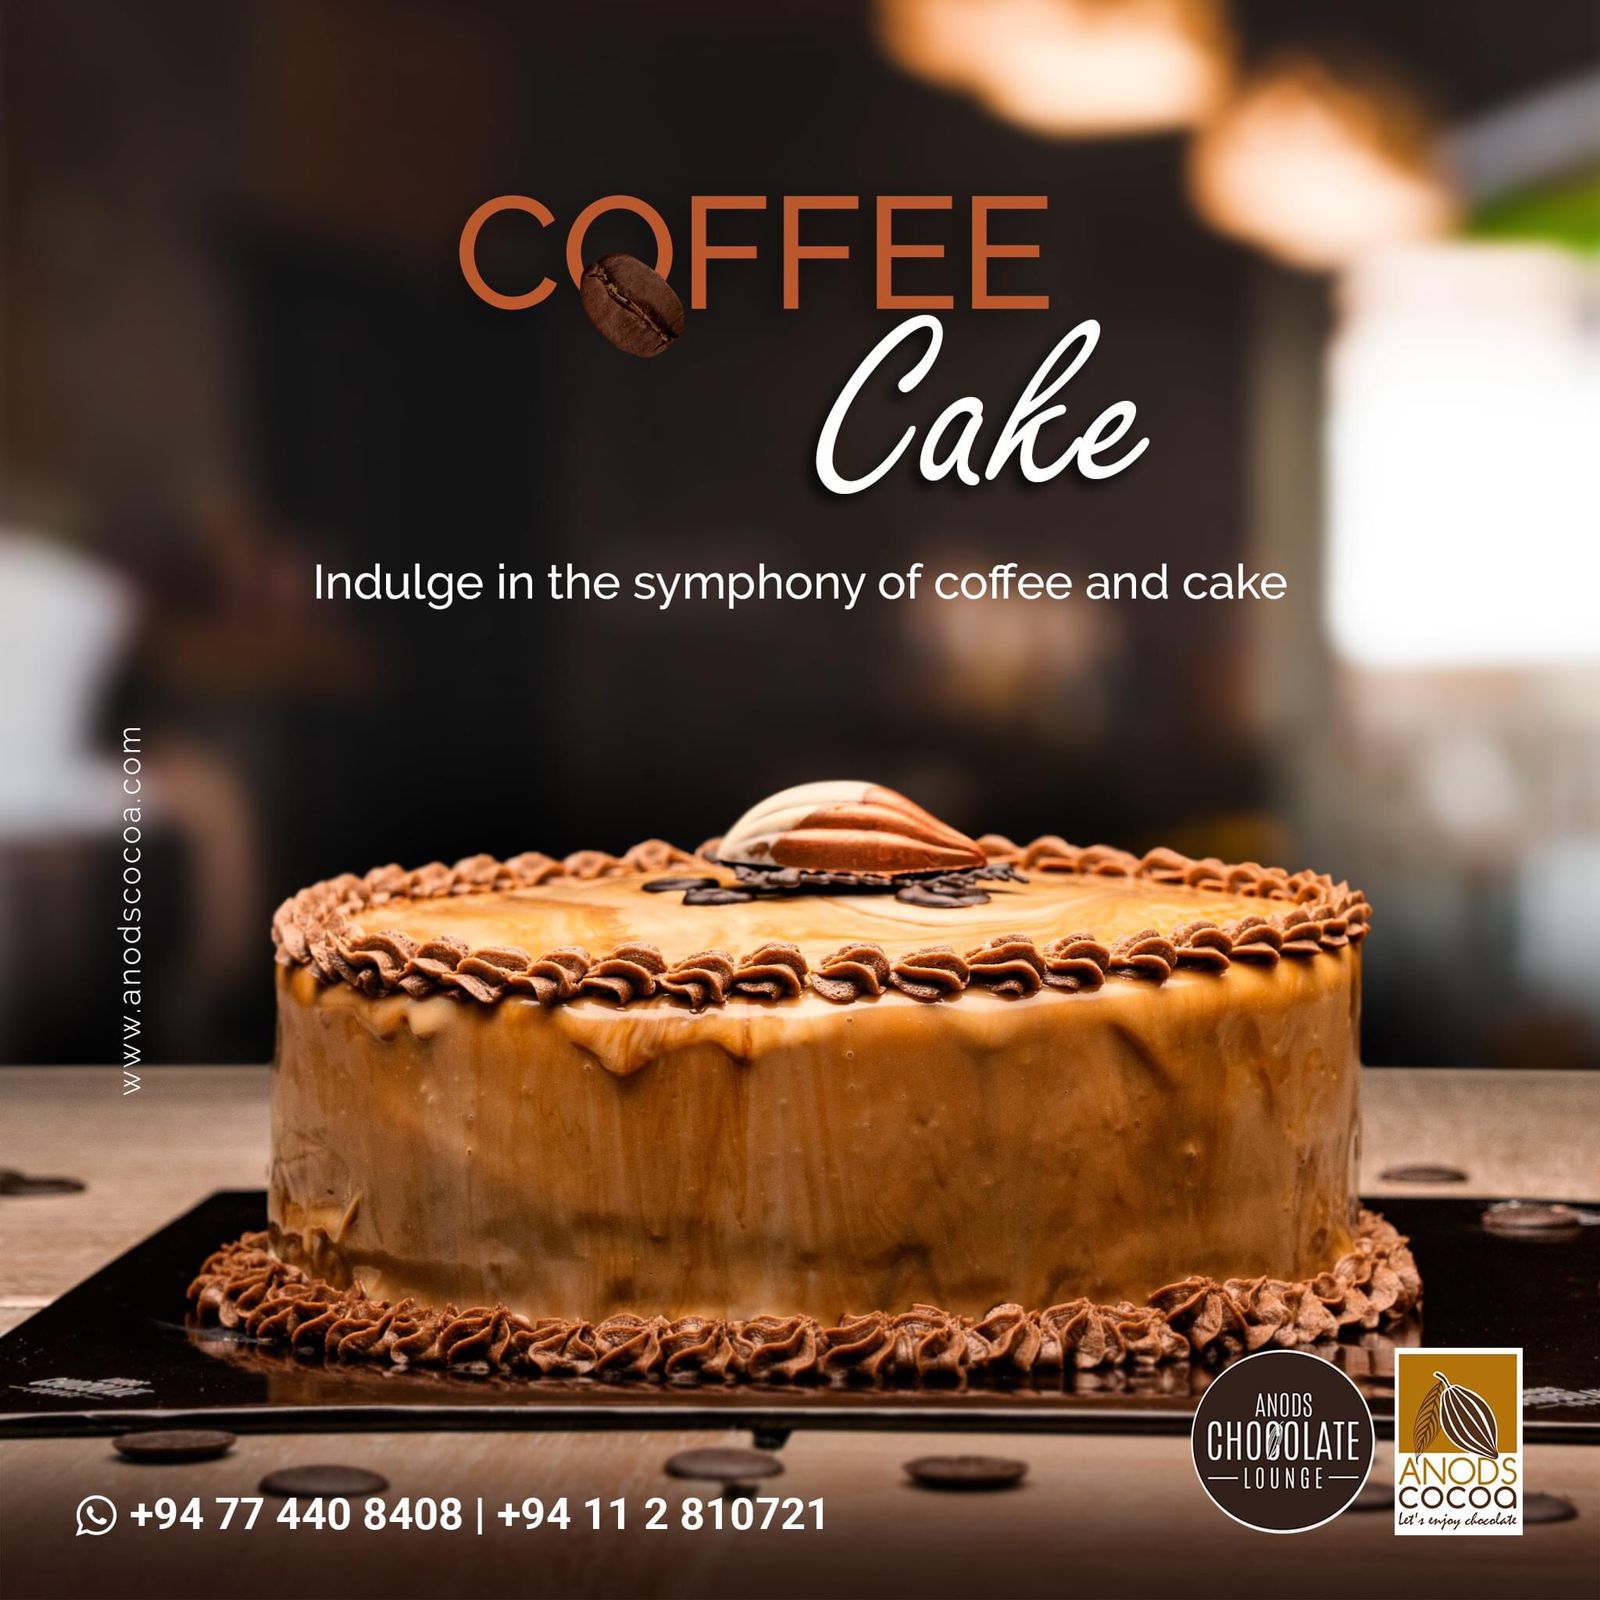 COFFEE
Cake
Indulge in the symphony of coffee and cake
www.anodscocoa.com
+94 77 440 8408 | +94 11 2 810721
ANODS
CHOCOLATE
LOUNGE
ANODS
cocoa
Let's enjoy chocolate